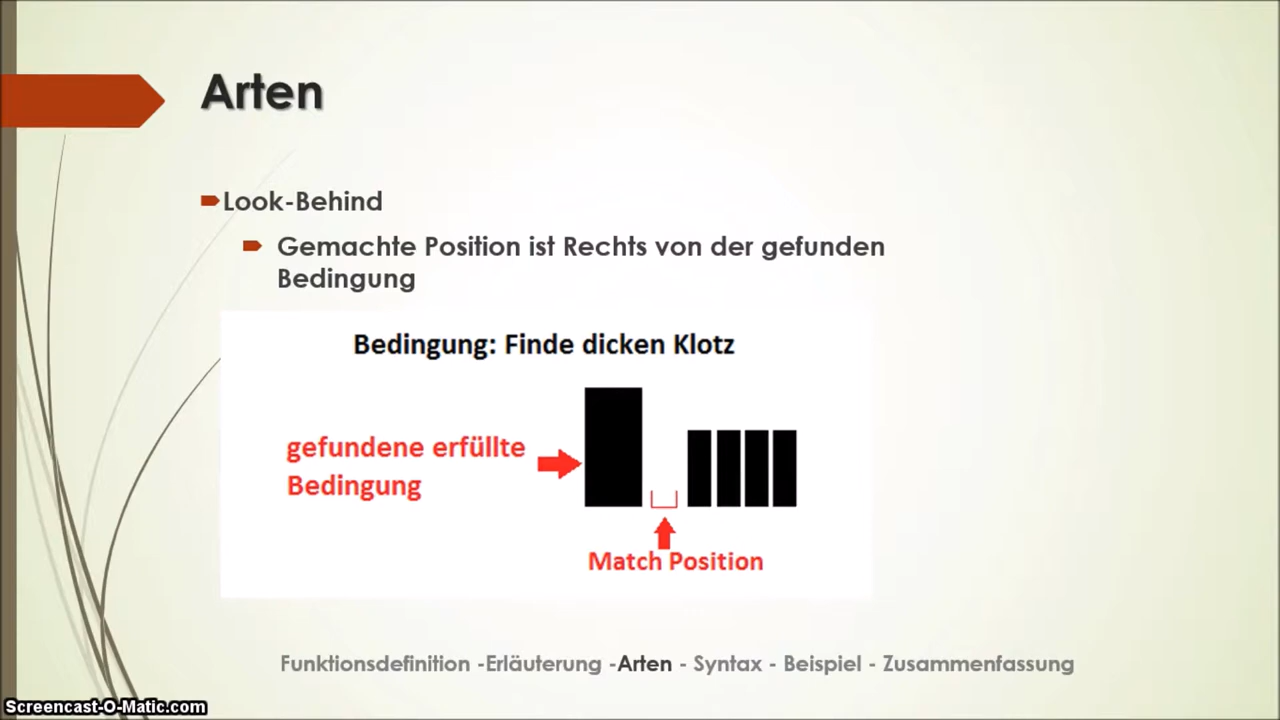 Arten
Look-Behind
Gemachte Position ist Rechts von der gefunden
Bedingung
Bedingung: Finde dicken Klotz
gefundene erfüllte
Bedingung
Match Position
Funktionsdefinition -Erläuterung -Arten - Syntax - Beispiel - Zusammenfassung
Screencast-O-Matic.com